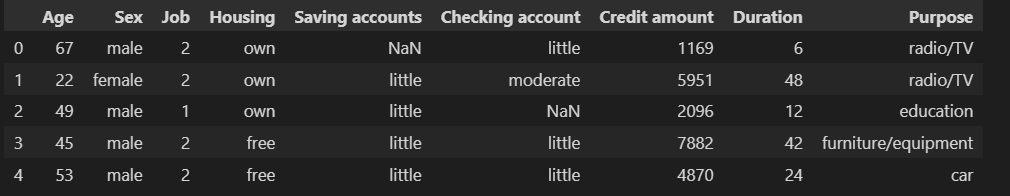 Age Sex Job Housing Saving accounts Checking account Credit amount Duration Purpose
0 67 male 2 own NaN little 1169 6 radio/TV
1 22 female 2 own little moderate 5951 48 radio/TV
2 49 male 1 own little NaN 2096 12 education
3 45 male 2 free little little 7882 42 furniture/equipment
4 53 male 2 free little little 4870 24 car